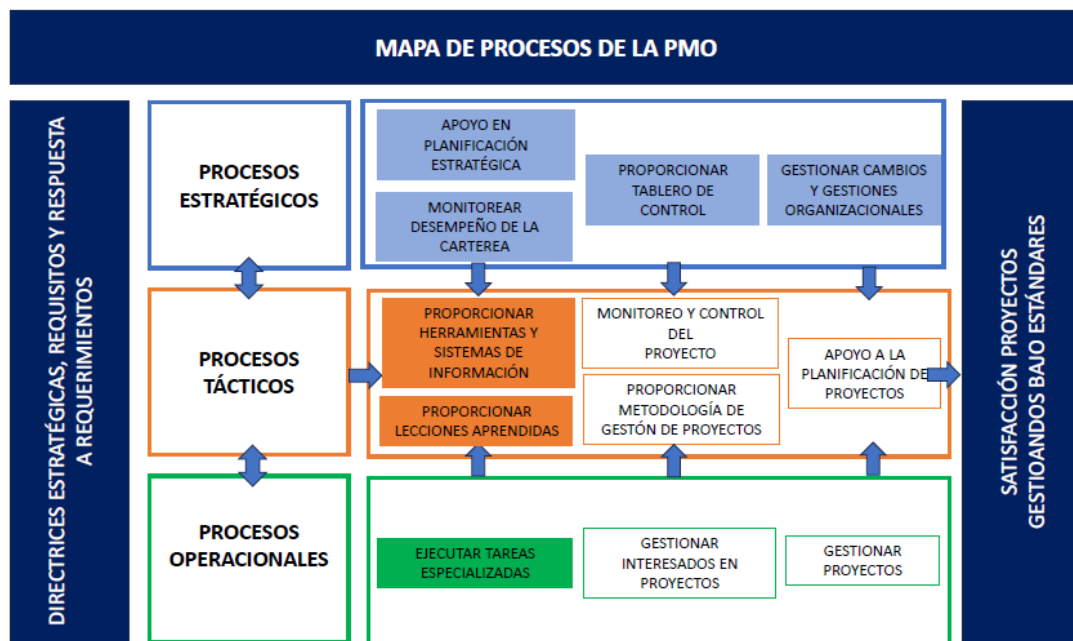 MAPA DE PROCESOS DE LA PMO
DIRECTRICES ESTRATÉGICAS, REQUISITOS Y RESPUESTA
A REQUERIMIENTOS
PROCESOS
ESTRATÉGICOS
APOYO EN
PLANIFICACIÓN
ESTRATÉGICA
MONITOREAR
DESEMPEÑO DE LA
CARTEREA
PROPORCIONAR
TABLERO DE
CONTROL
GESTIONAR CAMBIOS
Y GESTIONES
ORGANIZACIONALES
PROCESOS
TÁCTICOS
PROPORCIONAR
HERRAMIENTAS Y
SISTEMAS DE
INFORMACIÓN
PROPORCIONAR
LECCIONES APRENDIDAS
MONITOREO Y CONTROL
DEL
PROYECTO
PROPORCIONAR
METODOLOGÍA DE
GESTÓN DE PROYECTOS
APOYO A LA
PLANIFICACIÓN DE
PROYECTOS
PROCESOS
OPERACIONALES
EJECUTAR TAREAS
ESPECIALIZADAS
GESTIONAR
INTERESADOS EN
PROYECTOS
GESTIONAR
PROYECTOS
SATISFACCIÓN PROYECTOS
GESTIOANDOS BAJO ESTÁNDARES